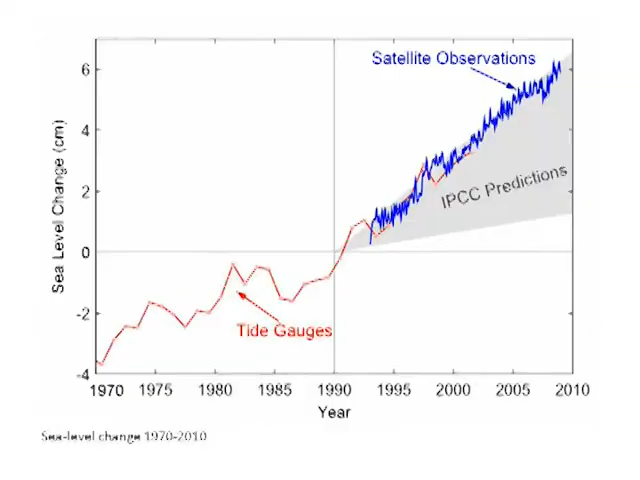 Satellite Observations
6
4
2
0
-2
-4
Sea Level Change (cm)
IPCC Predictions
Tide Gauges
1970 1975 1980 1985 1990 1995 2000 2005 2010
Year
Sea-level change 1970-2010